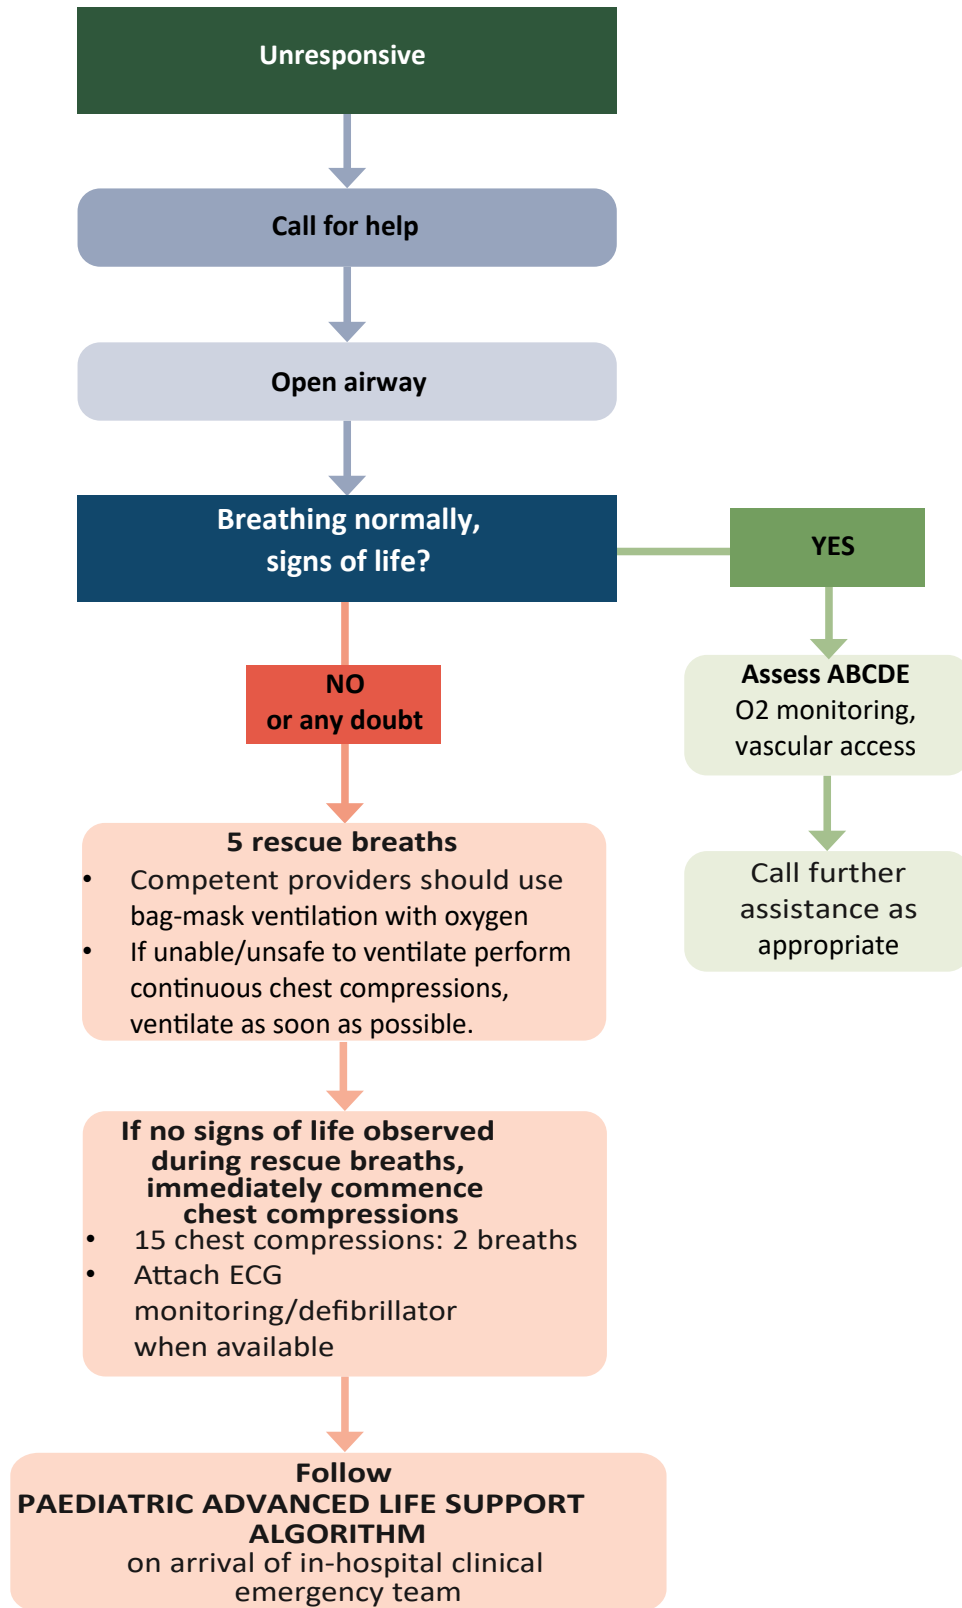 Unresponsive
Call for help
Open airway
Breathing normally,
signs of life?
YES
NO
or any doubt
Assess ABCDE
O2 monitoring,
vascular access
5 rescue breaths
• Competent providers should use
bag-mask ventilation with oxygen
• If unable/unsafe to ventilate perform
continuous chest compressions,
ventilate as soon as possible.
Call further
assistance as
appropriate
If no signs of life observed
during rescue breaths,
immediately commence
chest compressions
• 15 chest compressions: 2 breaths
• Attach ECG
monitoring/defibrillator
when available
Follow
PAEDIATRIC ADVANCED LIFE SUPPORT
ALGORITHM
on arrival of in-hospital clinical
emergency team